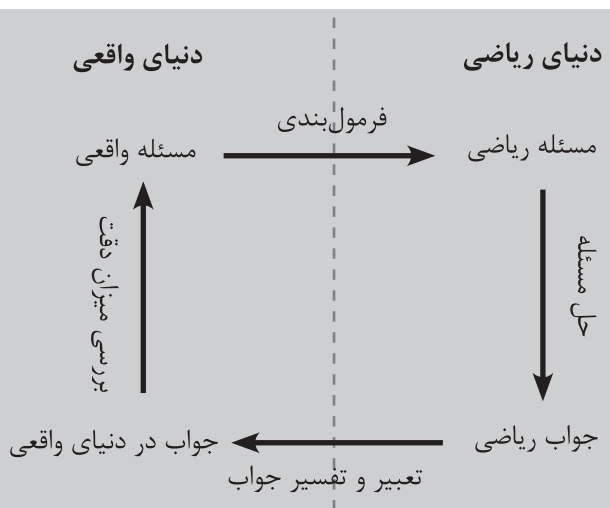 دنیای ریاضی
دنیای واقعی
فرمول‌بندی
مسئله ریاضی
مسئله واقعی
حل مسئله
بررسی میزان دقت
جواب ریاضی
جواب در دنیای واقعی
تعبیر و تفسیر جواب